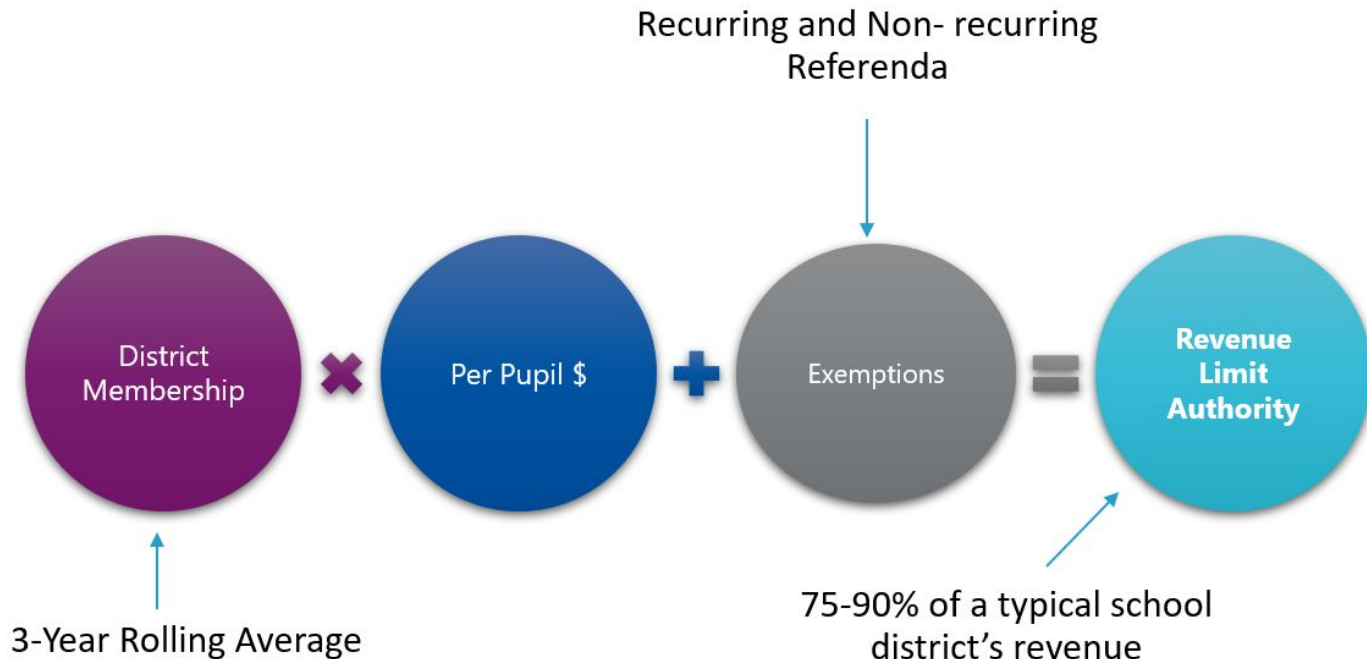 Recurring and Non- recurring
Referenda
District
Membership
Per Pupil $
Exemptions
Revenue
Limit
Authority
3-Year Rolling Average
75-90% of a typical school
district’s revenue